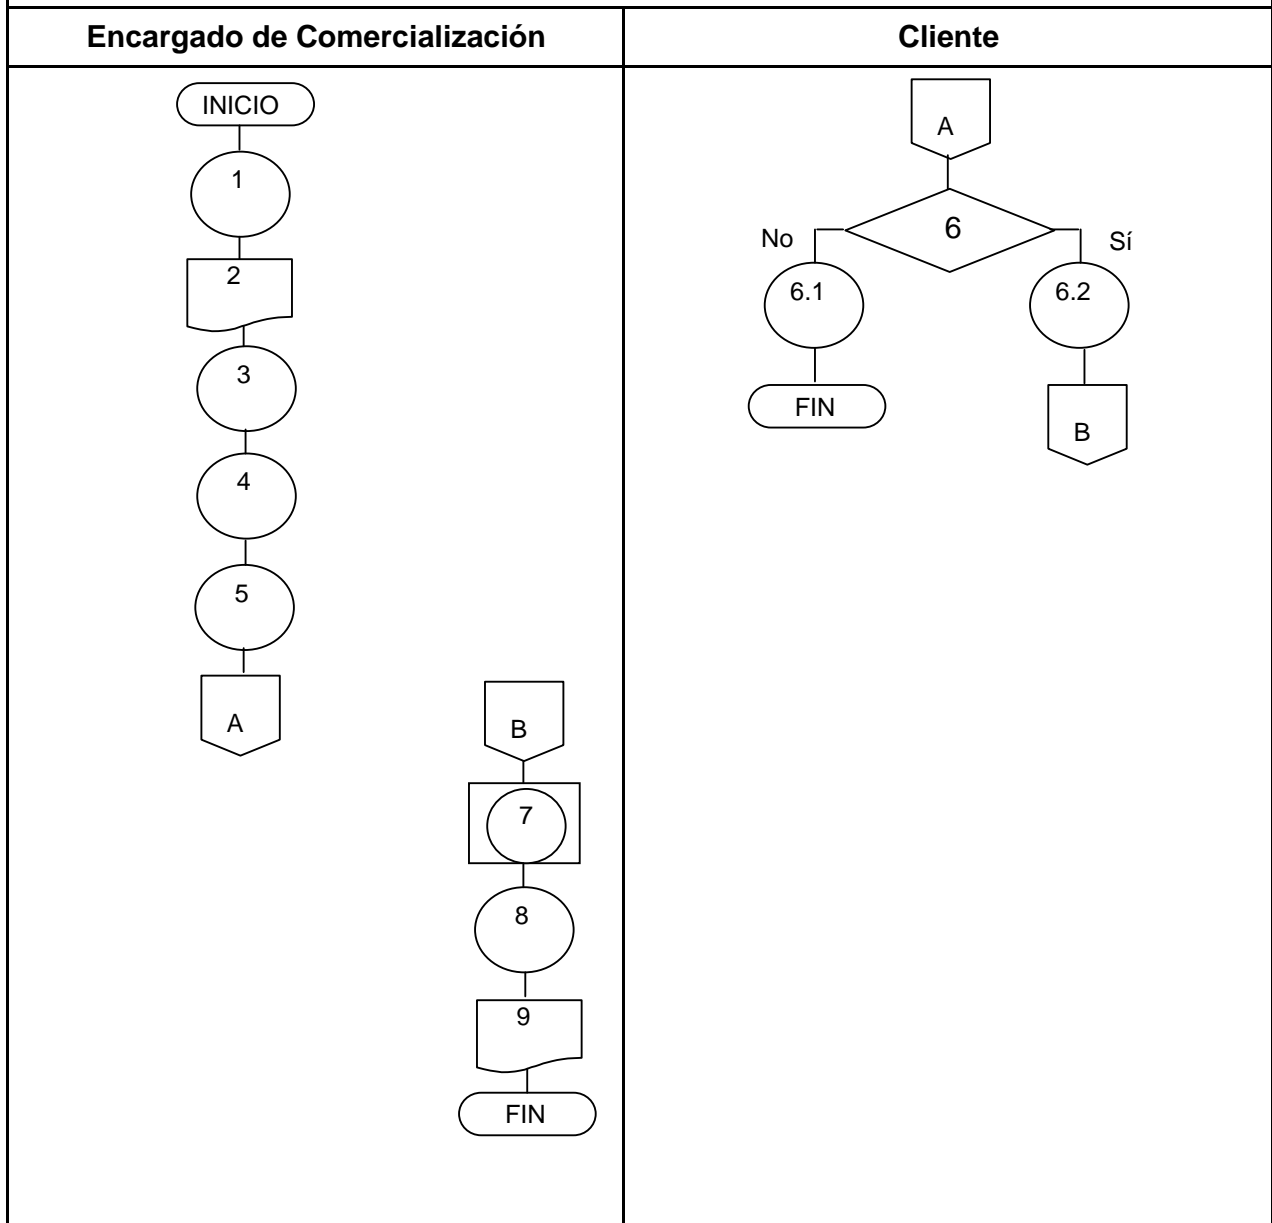 Encargado de Comercialización
Cliente
INICIO
1
2
3
4
5
A
B
7
8
9
FIN
A
6
No
Sí
6.1
6.2
FIN
B